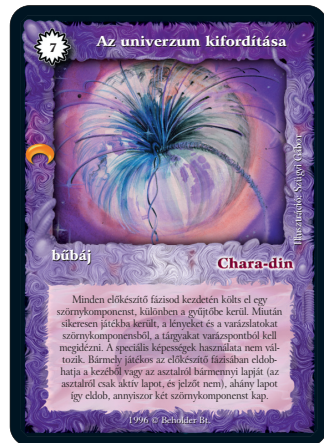 7
Az univerzum kifordítása
Illusztráció: Szügyi Gábor
bűbáj
Chara-din
Minden előkészítő fázisod kezdetén költs el egy
szörnykomponenst, különben a gyűjtőbe kerül. Miután
sikeresen játékba került, a lényeket és a varázslatokat
szörnykomponensből, a tárgyakat varázspontból kell
megidézni. A speciális képességek használata nem vál-
tozik. Bármely játékos az előkészítő fázisában eldob-
hatja a kezéből vagy az asztalról bármennyi lapját (az
asztalról csak aktív lapot, és jelzőt nem), ahány lapot
így eldob, annyiszor két szörnykomponenst kap.
1996 © Beholder Bt.